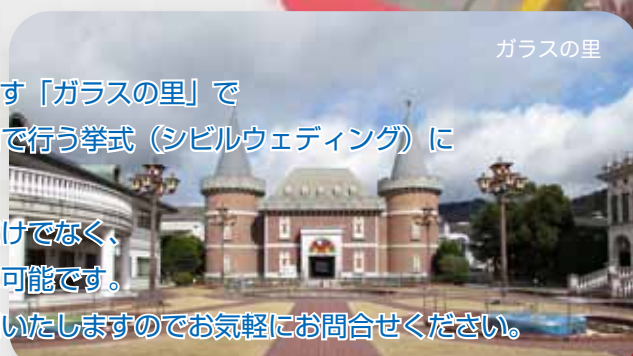 ガラスの里
す「ガラスの里」で
で行う挙式（シビルウェディング）に
けでなく、
可能です。
いたしますのでお気軽にお問合せください。